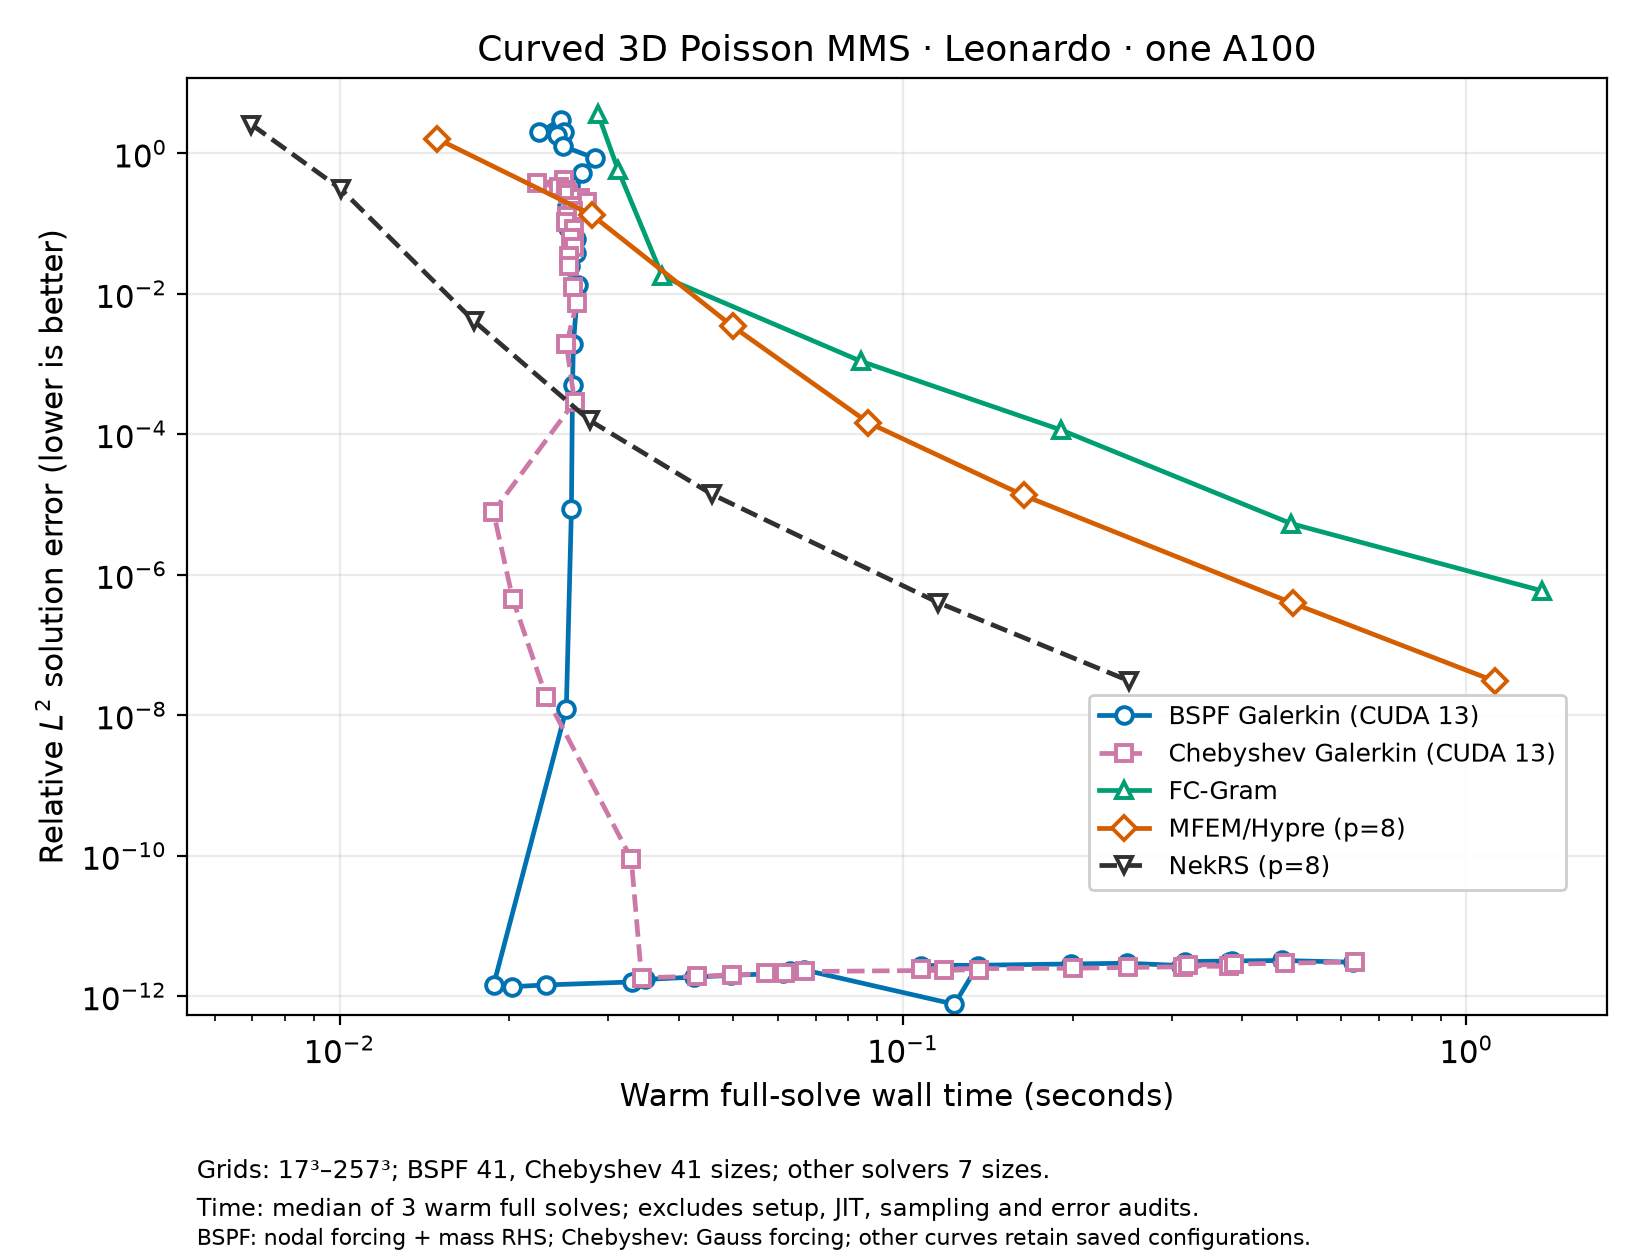 Curved 3D Poisson MMS · Leonardo · one A100
Relative L² solution error (lower is better)
10⁰
10⁻²
10⁻⁴
10⁻⁶
10⁻⁸
10⁻¹⁰
10⁻¹²
BSPF Galerkin (CUDA 13)
Chebyshev Galerkin (CUDA 13)
FC-Gram
MFEM/Hypre (p=8)
NekRS (p=8)
10⁻²
10⁻¹
10⁰
Warm full-solve wall time (seconds)
Grids: 17³–257³; BSPF 41, Chebyshev 41 sizes; other solvers 7 sizes.
Time: median of 3 warm full solves; excludes setup, JIT, sampling and error audits.
BSPF: nodal forcing + mass RHS; Chebyshev: Gauss forcing; other curves retain saved configurations.